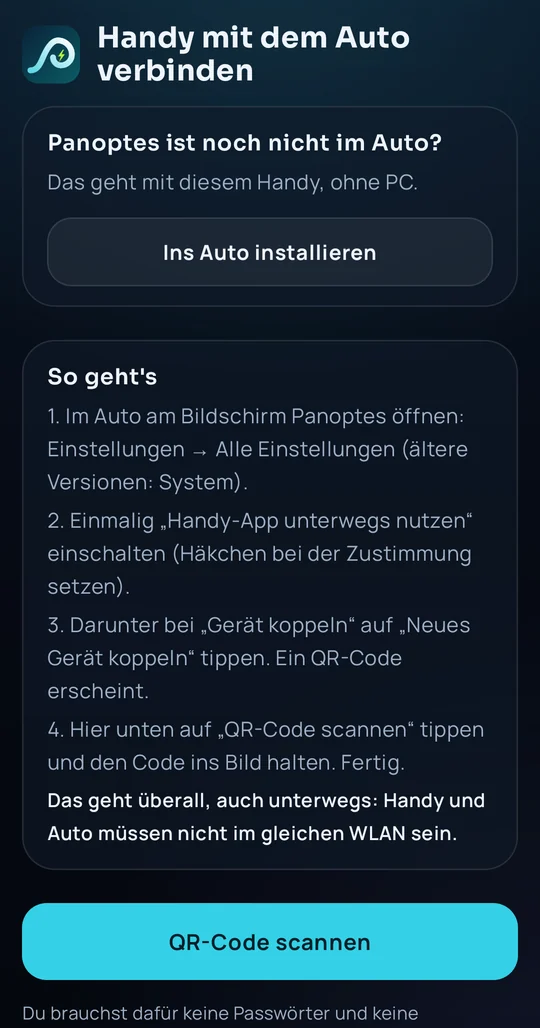 Handy mit dem Auto
verbinden
Panoptes ist noch nicht im Auto?
Das geht mit diesem Handy, ohne PC.
Ins Auto installieren
So geht's
1. Im Auto am Bildschirm Panoptes öffnen:
Einstellungen → Alle Einstellungen (ältere
Versionen: System).
2. Einmalig „Handy-App unterwegs nutzen“
einschalten (Häkchen bei der Zustimmung
setzen).
3. Darunter bei „Gerät koppeln“ auf „Neues
Gerät koppeln“ tippen. Ein QR-Code
erscheint.
4. Hier unten auf „QR-Code scannen“ tippen
und den Code ins Bild halten. Fertig.
Das geht überall, auch unterwegs: Handy und
Auto müssen nicht im gleichen WLAN sein.
QR-Code scannen
Du brauchst dafür keine Passwörter und keine